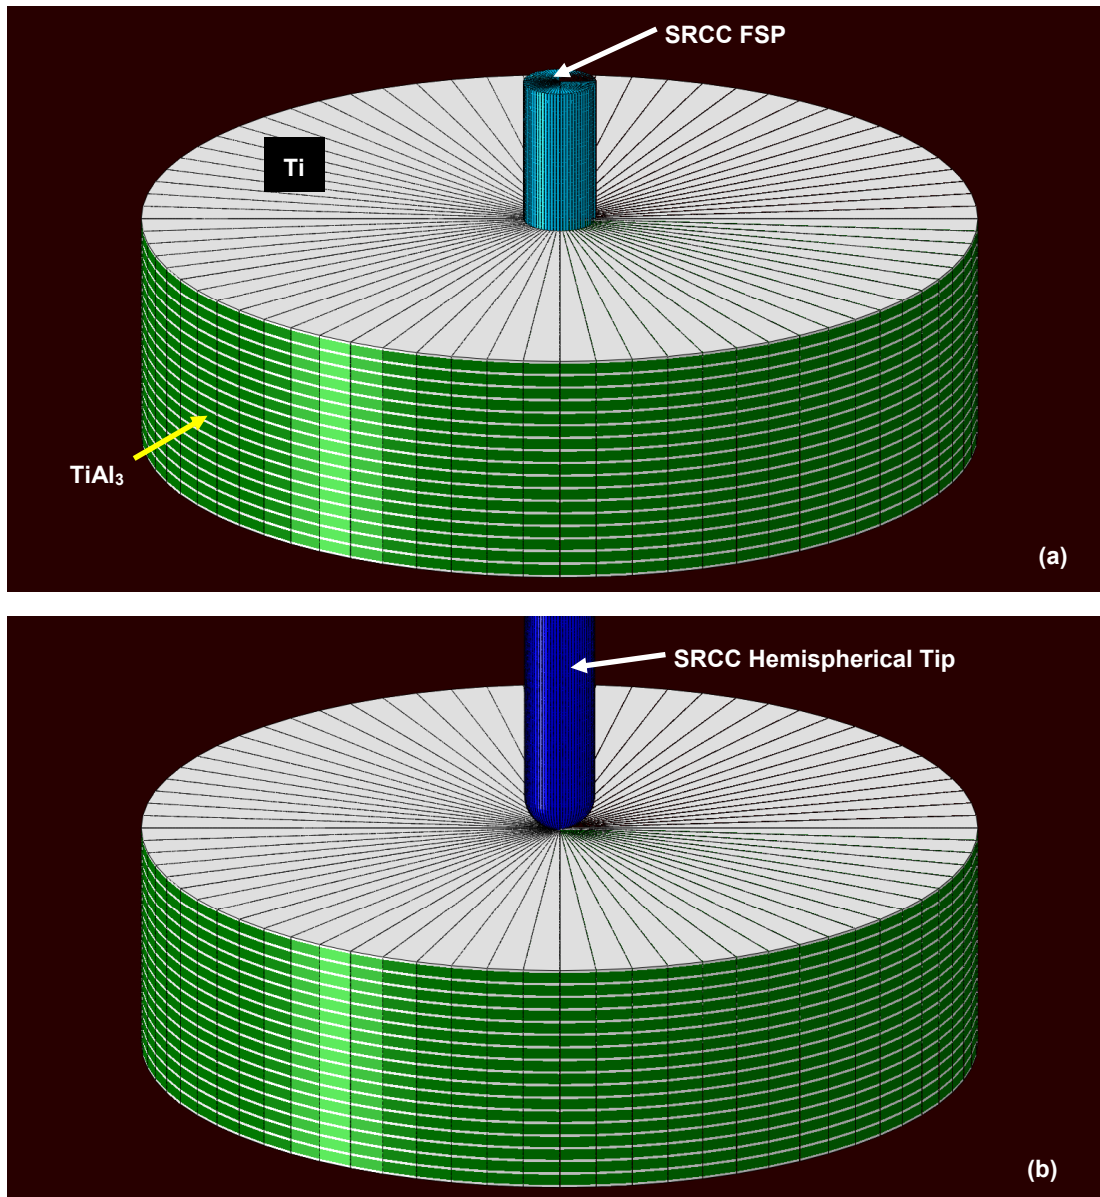 SRCC FSP
Ti
TiAl₃
(a)
SRCC Hemispherical Tip
(b)